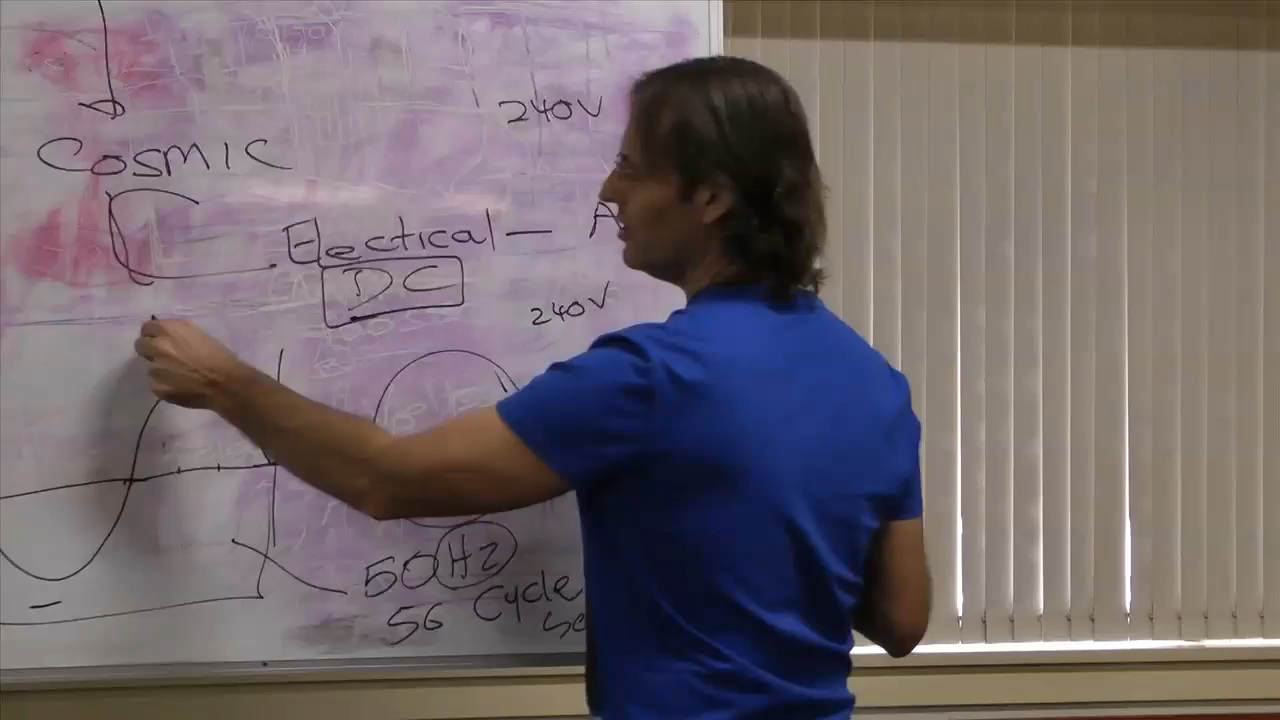 240V
COSMIC
Electical — A
DC
240V
50Hz
56 Cycle